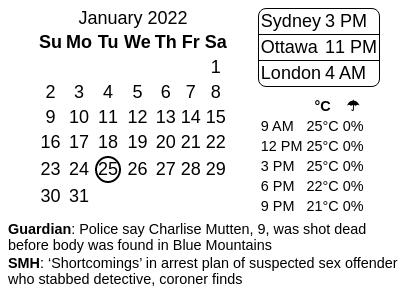 January 2022
Su Mo Tu We Th Fr Sa
1
2 3 4 5 6 7 8
9 10 11 12 13 14 15
16 17 18 19 20 21 22
23 24 25 26 27 28 29
30 31
Sydney 3 PM
Ottawa 11 PM
London 4 AM
°C ☂
9 AM 25°C 0%
12 PM 25°C 0%
3 PM 25°C 0%
6 PM 22°C 0%
9 PM 21°C 0%
Guardian: Police say Charlise Mutten, 9, was shot dead
before body was found in Blue Mountains
SMH: ‘Shortcomings’ in arrest plan of suspected sex offender
who stabbed detective, coroner finds